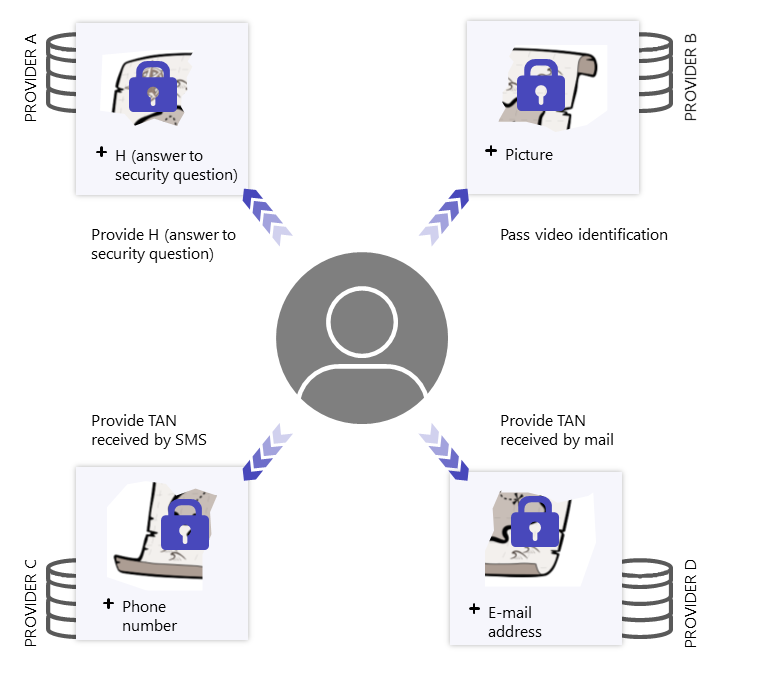 PROVIDER A
H (answer to
security question)
PROVIDER B
Picture
Provide H (answer to
security question)
Pass video identification
Provide TAN
received by SMS
Provide TAN
received by mail
PROVIDER C
Phone
number
E-mail
address
PROVIDER D